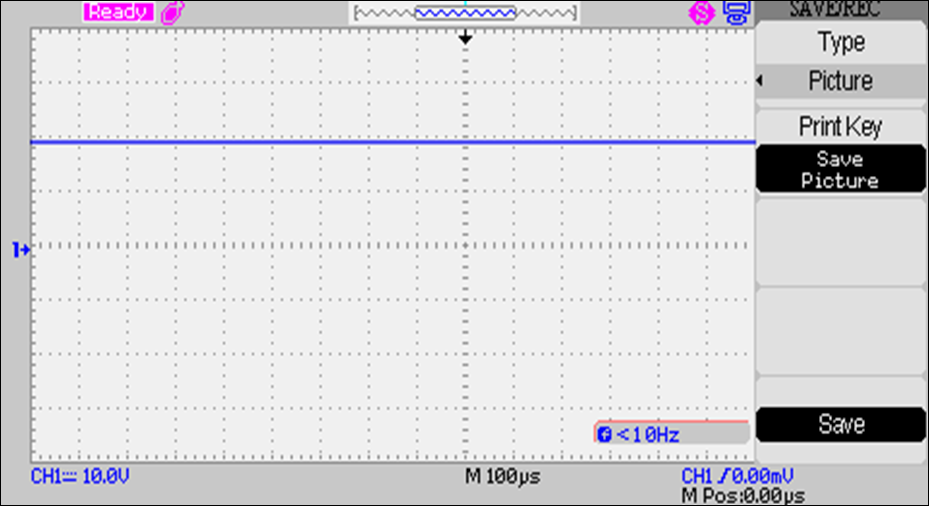 Ready
S
SAVE/REC
Type
Picture
Print Key
Save
Picture
1
f <10Hz
Save
CH1 10.0V
M 100µs
CH1 / 0.00mV
M Pos:0.00µs